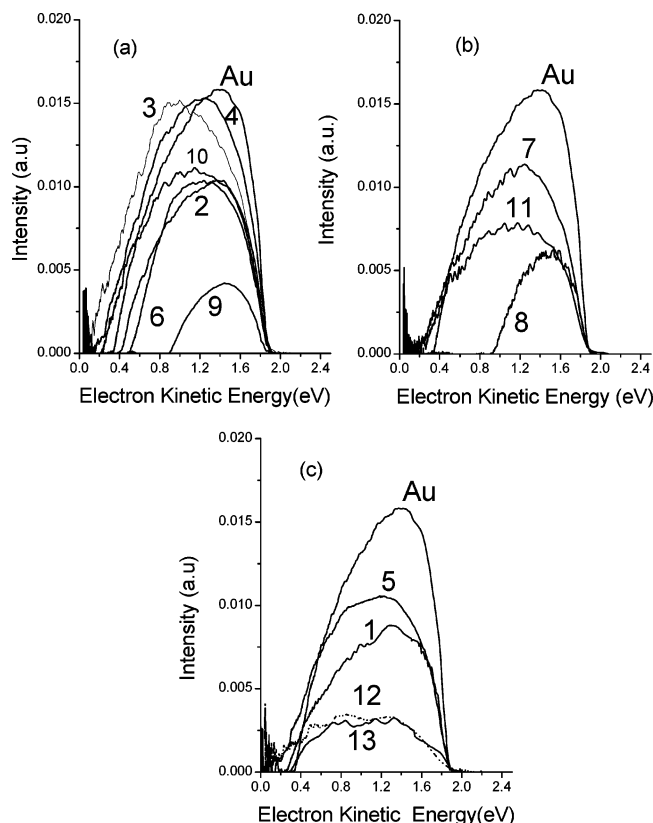 (a)
Au
3
4
10
2
6
9
0.020
0.015
0.010
0.005
0.000
0.0 0.4 0.8 1.2 1.6 2.0 2.4
Intensity (a.u)
Electron Kinetic Energy(eV)
(b)
Au
7
11
8
0.020
0.015
0.010
0.005
0.000
0.0 0.4 0.8 1.2 1.6 2.0 2.4
Intensity (a.u.)
Electron Kinetic Energy (eV)
(c)
Au
5
1
12
13
0.020
0.015
0.010
0.005
0.000
0.0 0.4 0.8 1.2 1.6 2.0 2.4
Intensity (a.u)
Electron Kinetic Energy(eV)